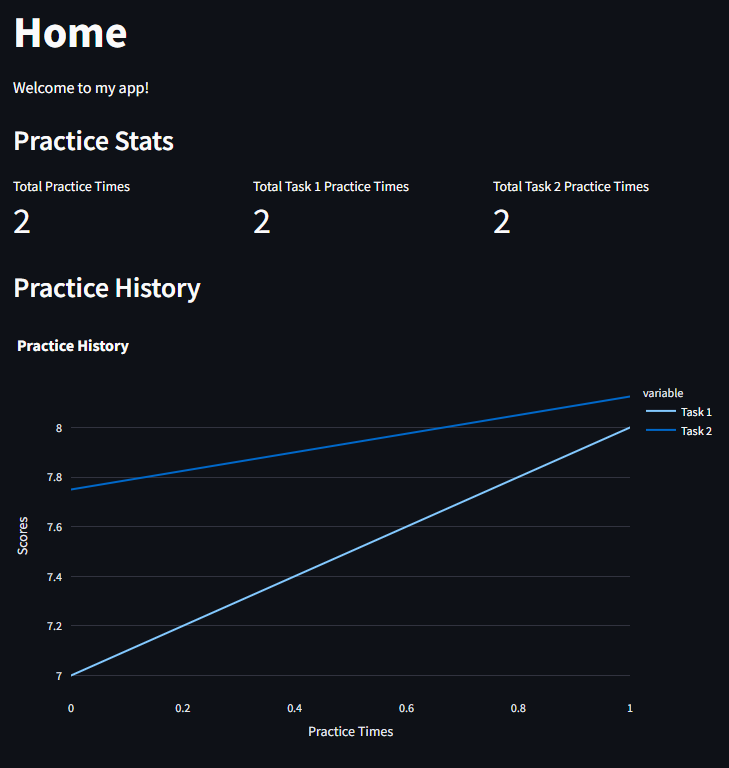 Home
Welcome to my app!
Practice Stats
Total Practice Times
2
Total Task 1 Practice Times
2
Total Task 2 Practice Times
2
Practice History
Practice History
variable
Task 1
Task 2
Scores
8
7.8
7.6
7.4
7.2
7
0
0.2
0.4
0.6
0.8
1
Practice Times